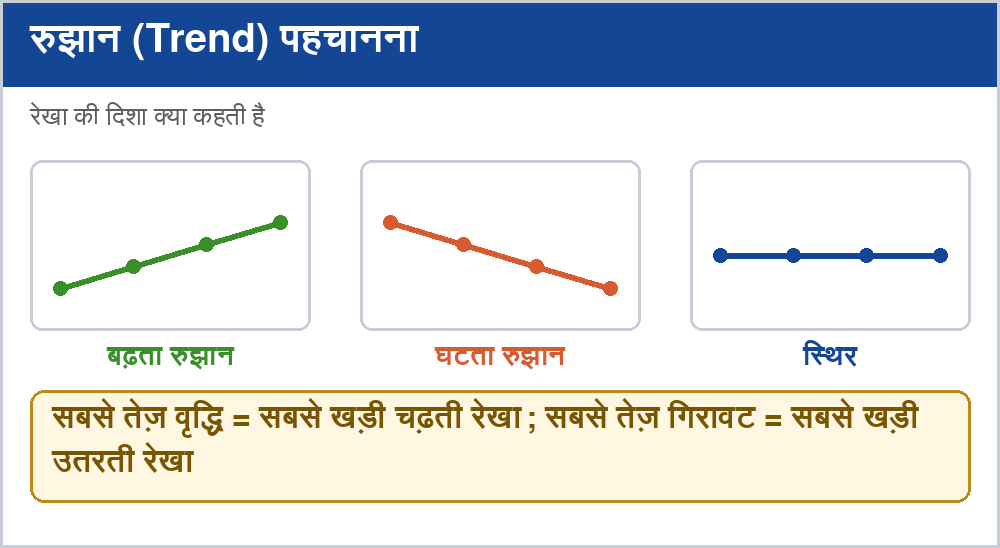 रुझान (Trend) पहचानना
रेखा की दिशा क्या कहती है
बढ़ता रुझान
घटता रुझान
स्थिर
सबसे तेज़ वृद्धि = सबसे खड़ी चढ़ती रेखा ; सबसे तेज़ गिरावट = सबसे खड़ी
उतरती रेखा